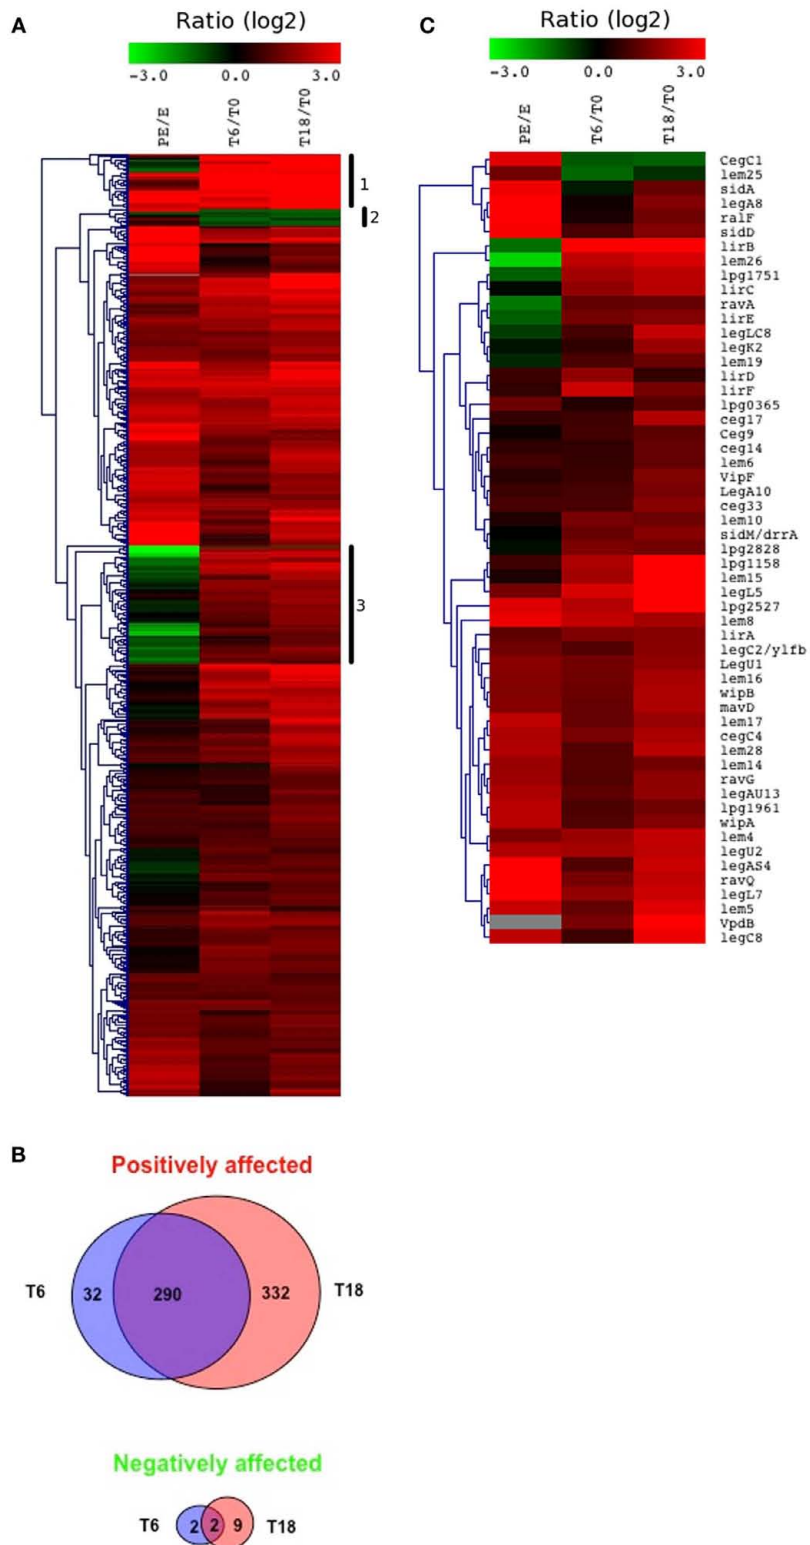 A
Ratio (log2)
-3.0 0.0 3.0
PE/E
T6/T0
T18/T0
1
2
3
B
Positively affected
T6 32 290 332 T18
Negatively affected
T6 2 2 9 T18
C
Ratio (log2)
-3.0 0.0 3.0
PE/E
T6/T0
T18/T0
CegC1
lem25
sidA
legA8
ralF
sidD
lirB
lem26
lpg1751
lirC
ravA
lirE
legLC8
legK2
lem19
lirD
lirF
lpg0365
ceg17
Ceg9
ceg14
lem6
VipF
LegA10
ceg33
lem10
sidM/drrA
lpg2828
lpg1158
lem15
legL5
lpg2527
lem8
lirA
legC2/ylfb
LegU1
lem16
wipB
mavD
lem17
cegC4
lem28
lem14
ravG
legAU13
lpg1961
wipA
lem4
legU2
legAS4
ravQ
legL7
lem5
VpdB
legC8